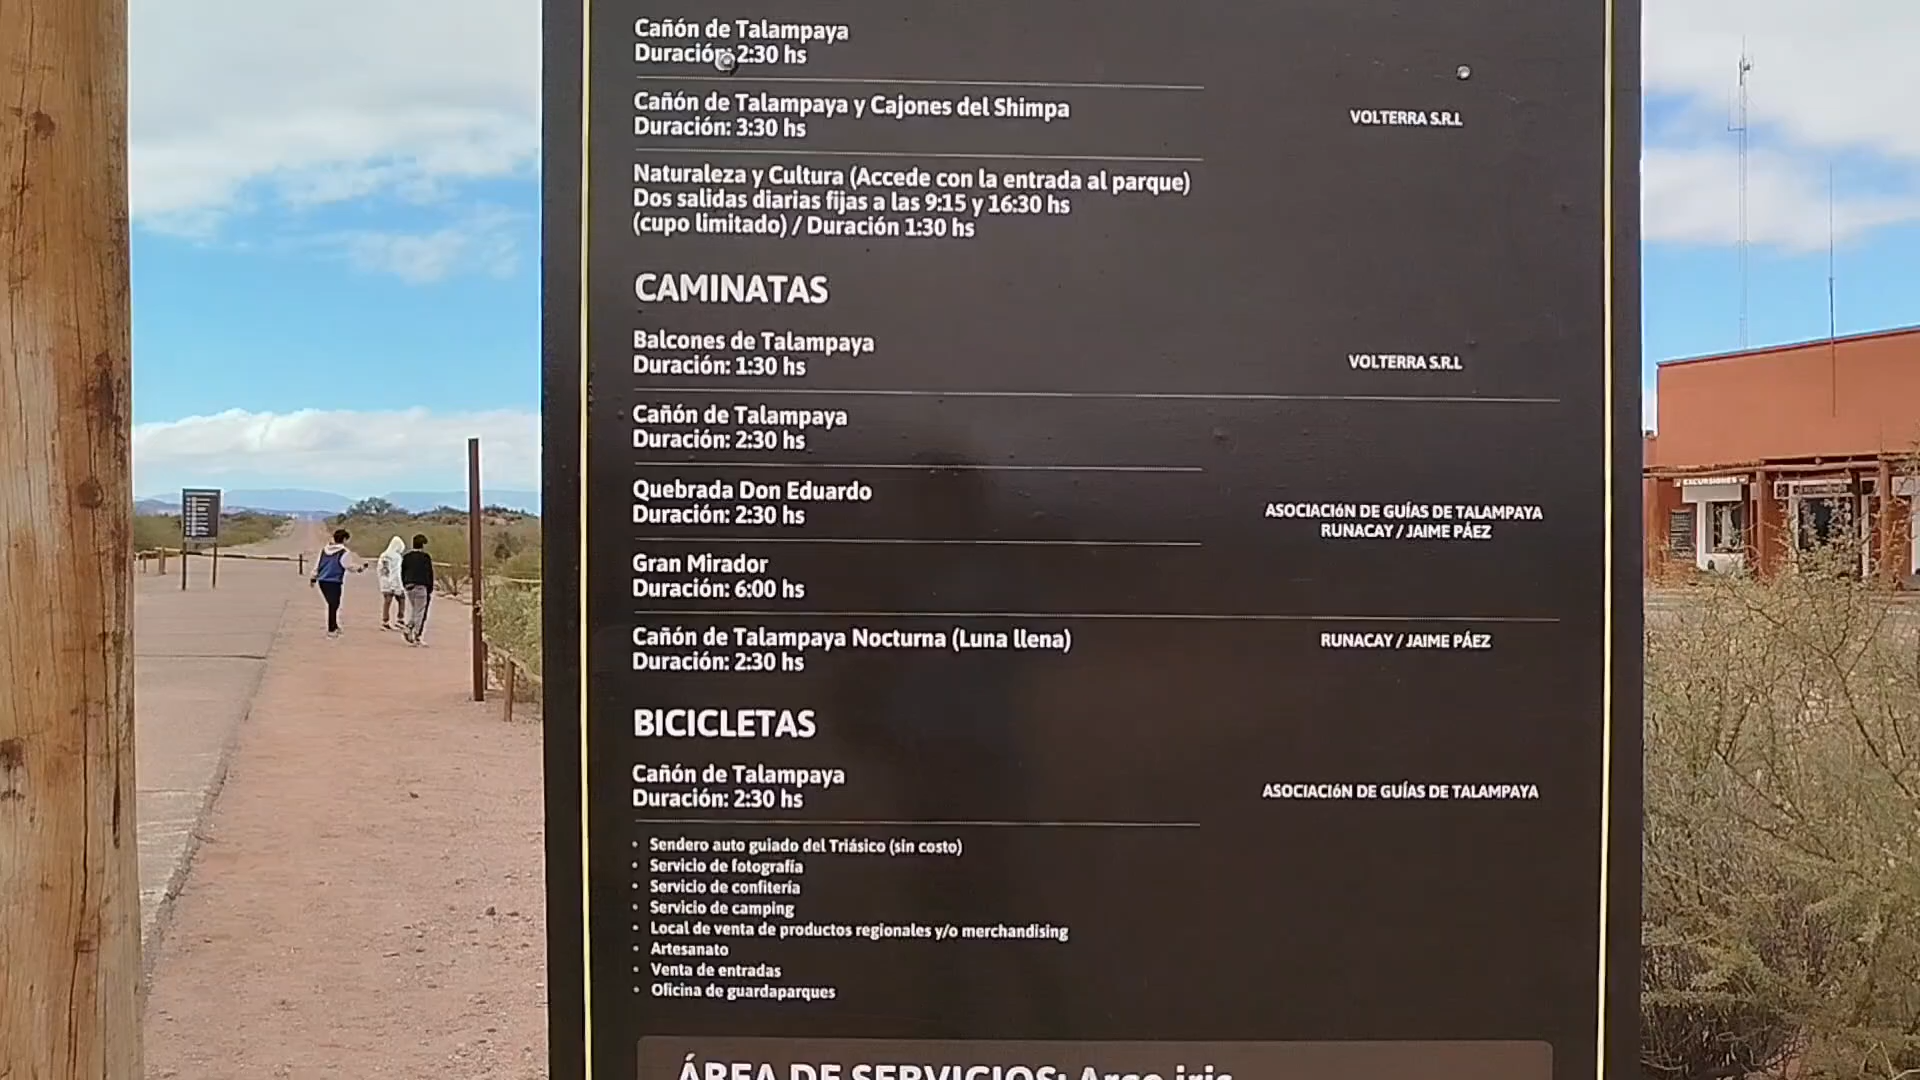 Cañón de Talampaya
Duración: 2:30 hs
Cañón de Talampaya y Cajones del Shimpa
Duración: 3:30 hs
VOLTERRA S.R.L
Naturaleza y Cultura (Accede con la entrada al parque)
Dos salidas diarias fijas a las 9:15 y 16:30 hs
(cupo limitado) / Duración 1:30 hs
CAMINATAS
Balcones de Talampaya
Duración: 1:30 hs
VOLTERRA S.R.L
Cañón de Talampaya
Duración: 2:30 hs
Quebrada Don Eduardo
Duración: 2:30 hs
ASOCIACIóN DE GUÍAS DE TALAMPAYA
RUNACAY / JAIME PÁEZ
Gran Mirador
Duración: 6:00 hs
Cañón de Talampaya Nocturna (Luna llena)
Duración: 2:30 hs
RUNACAY / JAIME PÁEZ
BICICLETAS
Cañón de Talampaya
Duración: 2:30 hs
ASOCIACIóN DE GUÍAS DE TALAMPAYA
• Sendero auto guiado del Triásico (sin costo)
• Servicio de fotografía
• Servicio de confitería
• Servicio de camping
• Local de venta de productos regionales y/o merchandising
• Artesanato
• Venta de entradas
• Oficina de guardaparques
ÁREA DE SERVICIOS: Arco iris
EXCURSIONES